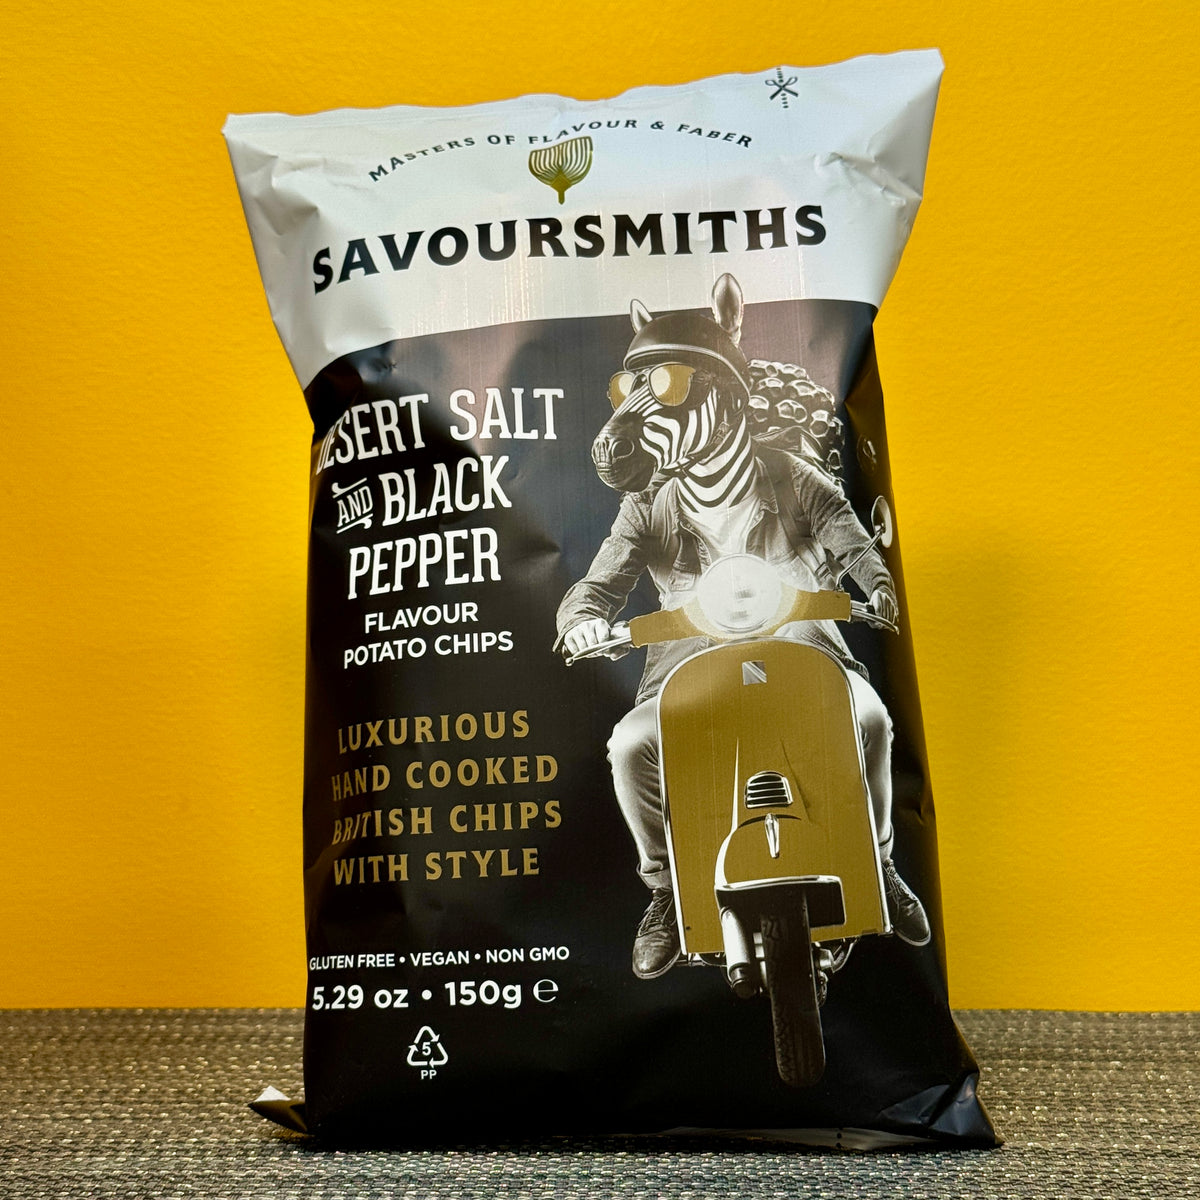 MASTERS OF FLAVOUR & FABER
SAVOURSMITHS
DESERT SALT
AND BLACK
PEPPER
FLAVOUR
POTATO CHIPS
LUXURIOUS
HAND COOKED
BRITISH CHIPS
WITH STYLE
GLUTEN FREE • VEGAN • NON GMO
5.29 oz • 150g ℮
5
PP